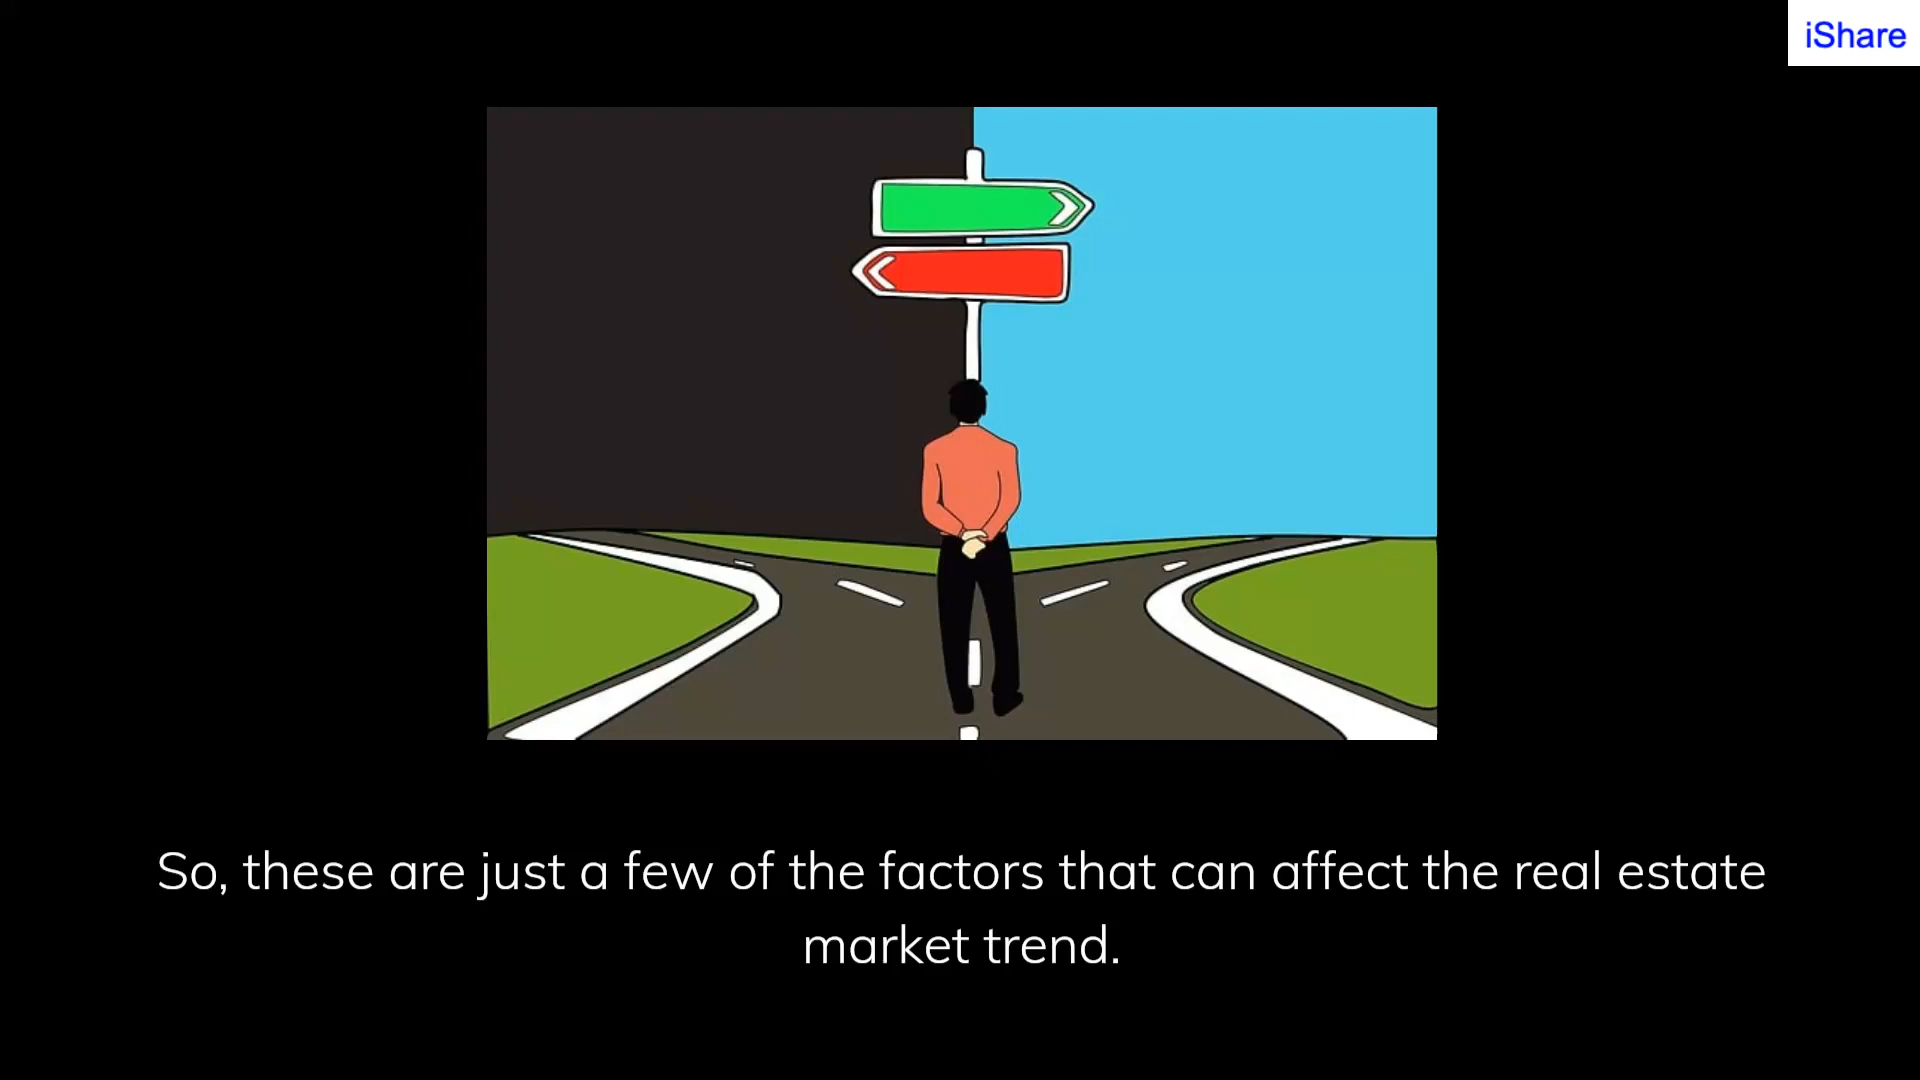 iShare
So, these are just a few of the factors that can affect the real estate
market trend.